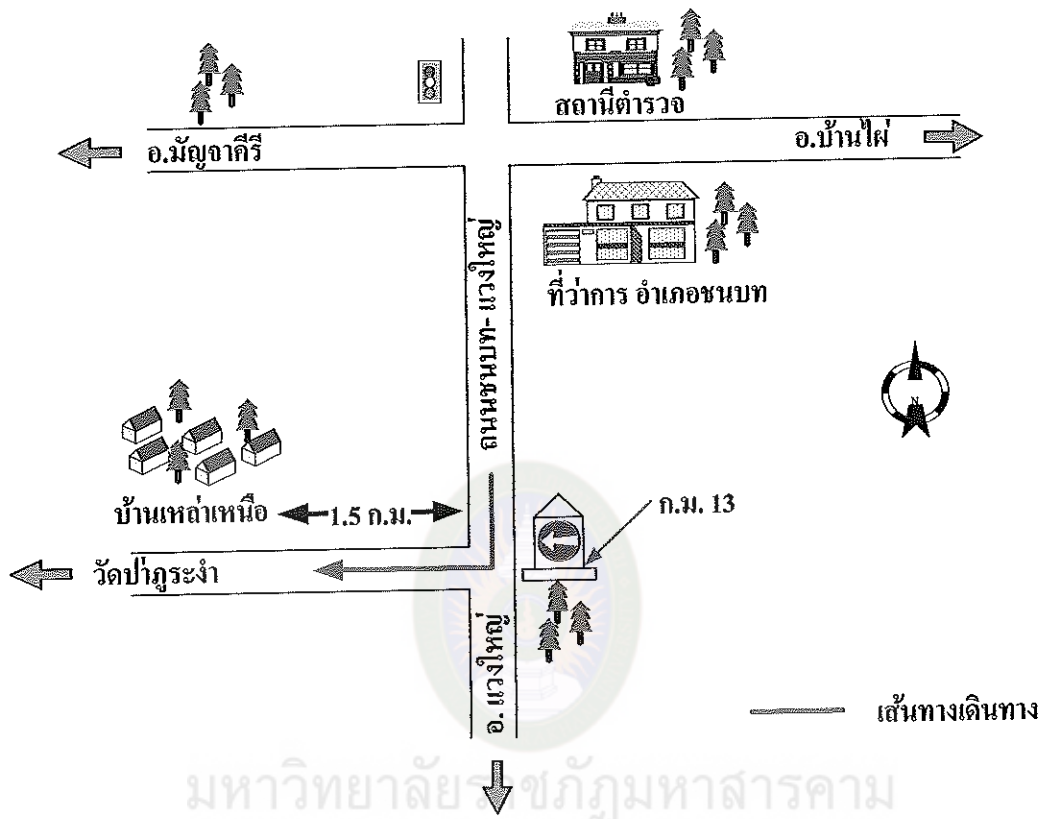 สถานีตำรวจ
อ.มัญจาคีรี
อ.บ้านไผ่
ถนนชนบท-แวงใหญ่
ที่ว่าการ อำเภอชนบท
N
บ้านเหล่าเหนือ
1.5 ก.ม.
ก.ม. 13
วัดป่าภูระงำ
อ.แวงใหญ่
เส้นทางเดินทาง
มหาวิทยาลัยราชภัฏมหาสารคาม